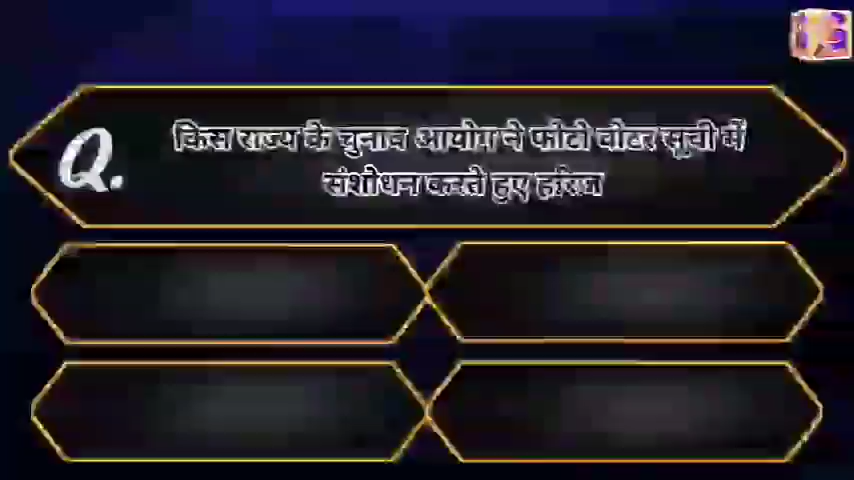 Q.
किस राज्य के चुनाव आयोग ने फोटो वोटर सूची में
संशोधन करते हुए